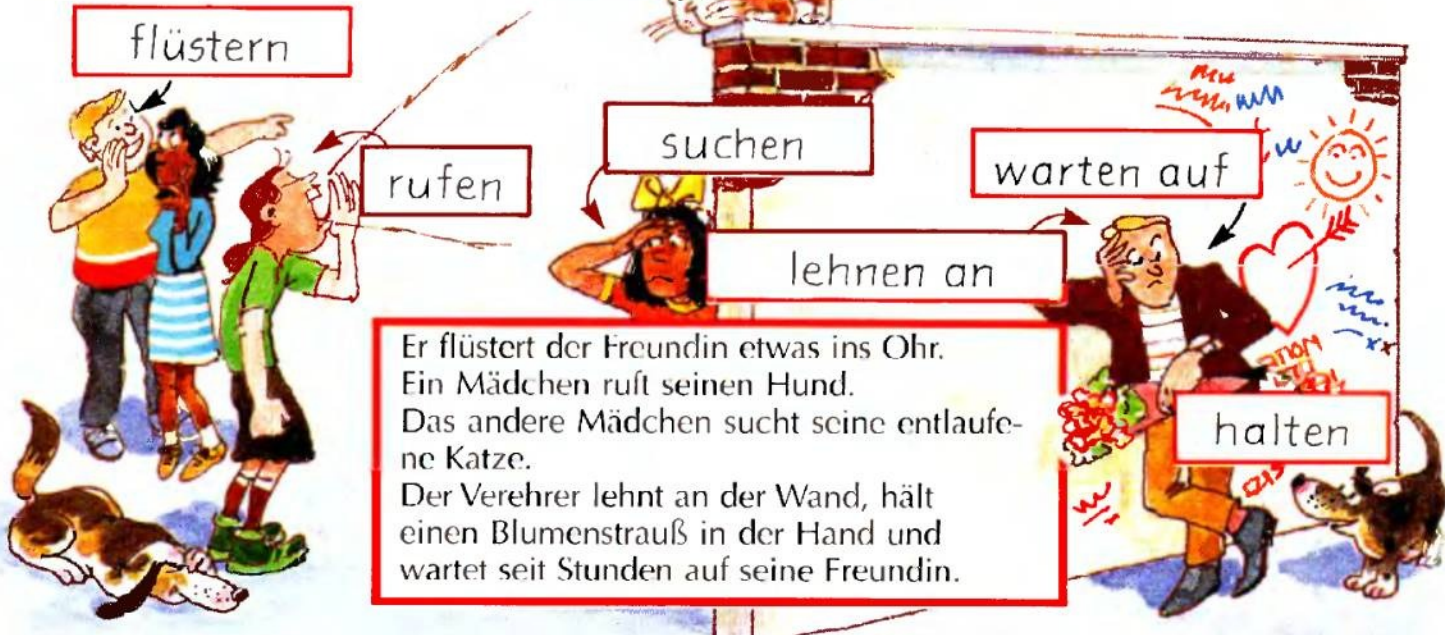 flüstern
rufen
suchen
warten auf
lehnen an
halten
Er flüstert der Freundin etwas ins Ohr.
Ein Mädchen ruft seinen Hund.
Das andere Mädchen sucht seine entlaufe-
ne Katze.
Der Verehrer lehnt an der Wand, hält
einen Blumenstrauß in der Hand und
wartet seit Stunden auf seine Freundin.